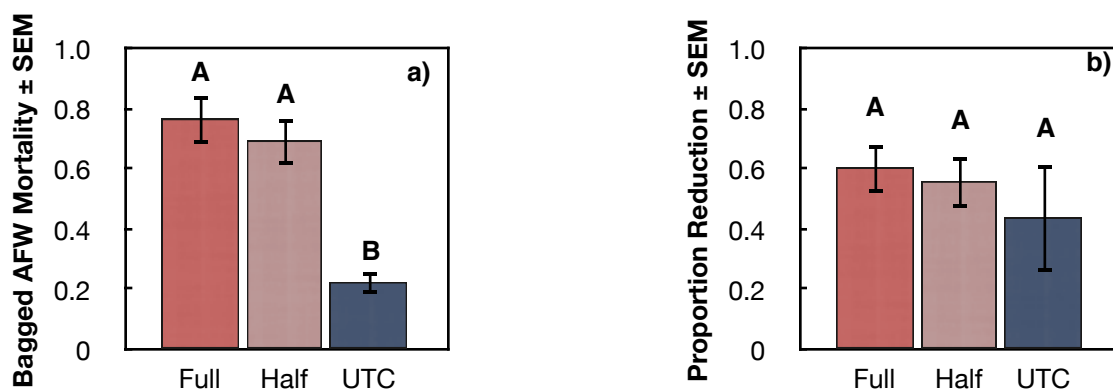 Bagged AFW Mortality ± SEM
1.0
0.8
0.6
0.4
0.2
0
a)
A
A
B
Full Half UTC
Proportion Reduction ± SEM
1.0
0.8
0.6
0.4
0.2
0
b)
A
A
A
Full Half UTC